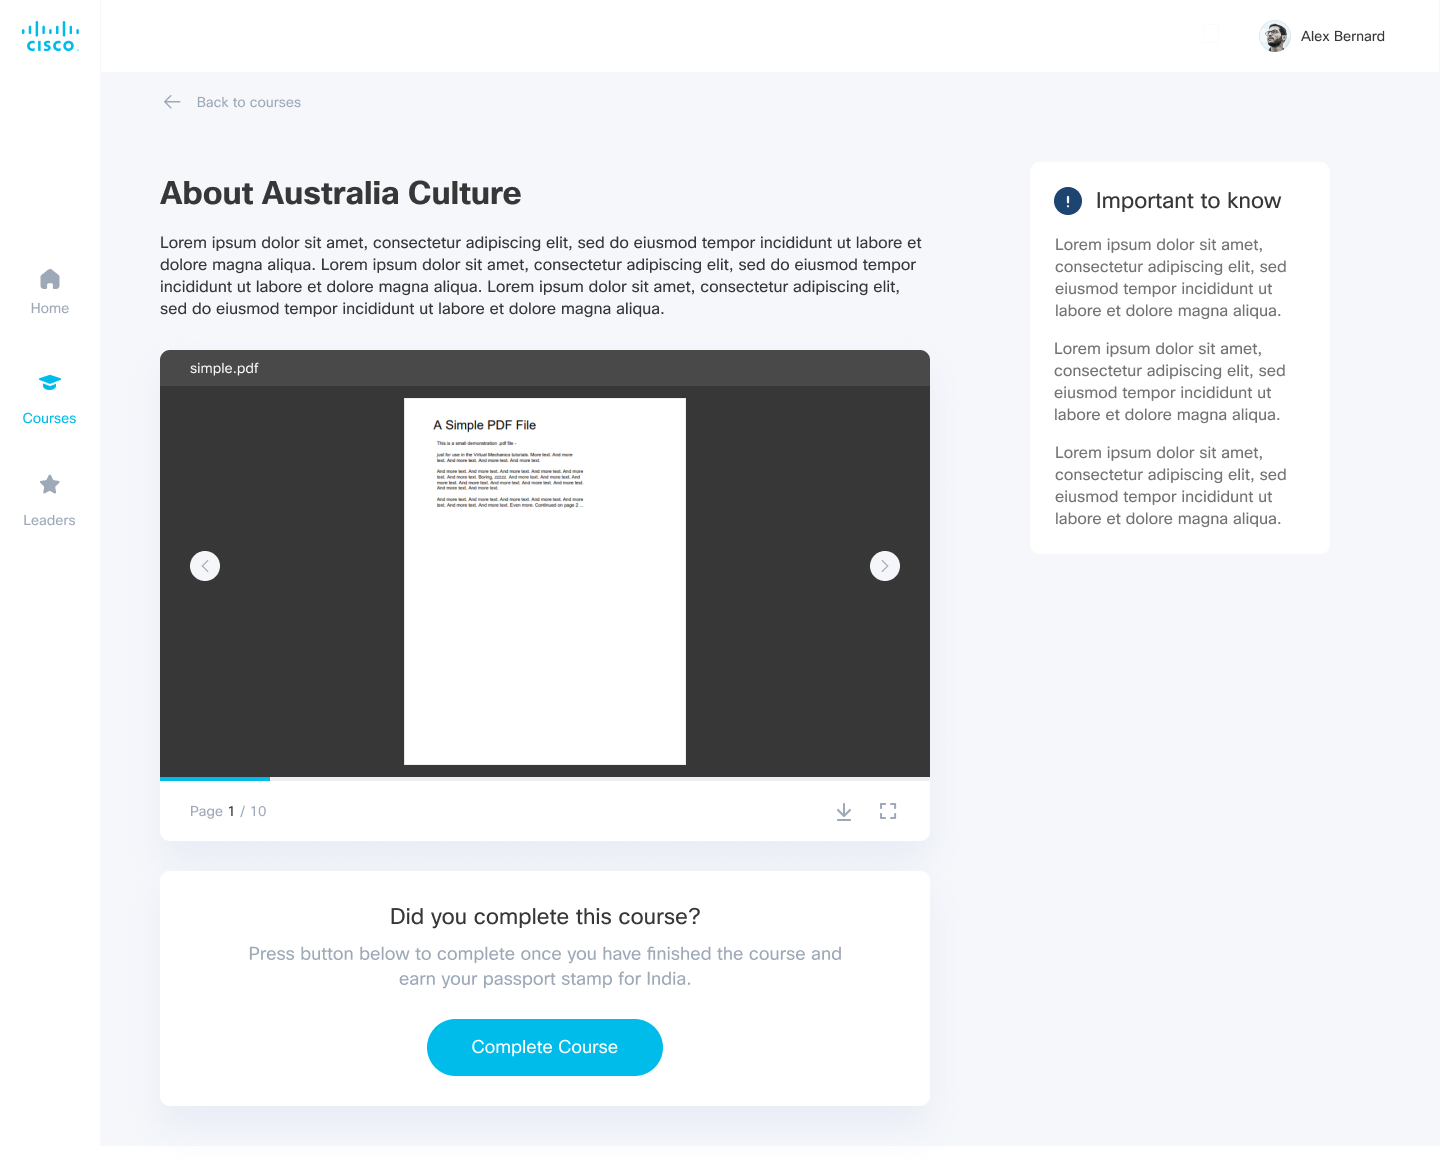 CISCO
Alex Bernard
Back to courses
About Australia Culture
Lorem ipsum dolor sit amet, consectetur adipiscing elit, sed do eiusmod tempor incididunt ut labore et
dolore magna aliqua. Lorem ipsum dolor sit amet, consectetur adipiscing elit, sed do eiusmod tempor
incididunt ut labore et dolore magna aliqua. Lorem ipsum dolor sit amet, consectetur adipiscing elit,
sed do eiusmod tempor incididunt ut labore et dolore magna aliqua.
Home
Courses
Leaders
simple.pdf
A Simple PDF File
This is a small demonstration .pdf file -
just for use in the Virtual Mechanics tutorials. More text. And more
text. And more text. And more text. And more text.
And more text. And more text. And more text. And more text. And more
text. And more text. Boring, zzzzz. And more text. And more text. And
more text. And more text. And more text. And more text. And more text.
And more text. And more text.
And more text. And more text. And more text. And more text. And more
text. And more text. And more text. Even more. Continued on page 2 ...
Page 1 / 10
Did you complete this course?
Press button below to complete once you have finished the course and
earn your passport stamp for India.
Complete Course
! Important to know
Lorem ipsum dolor sit amet,
consectetur adipiscing elit, sed
eiusmod tempor incididunt ut
labore et dolore magna aliqua.
Lorem ipsum dolor sit amet,
consectetur adipiscing elit, sed
eiusmod tempor incididunt ut
labore et dolore magna aliqua.
Lorem ipsum dolor sit amet,
consectetur adipiscing elit, sed
eiusmod tempor incididunt ut
labore et dolore magna aliqua.